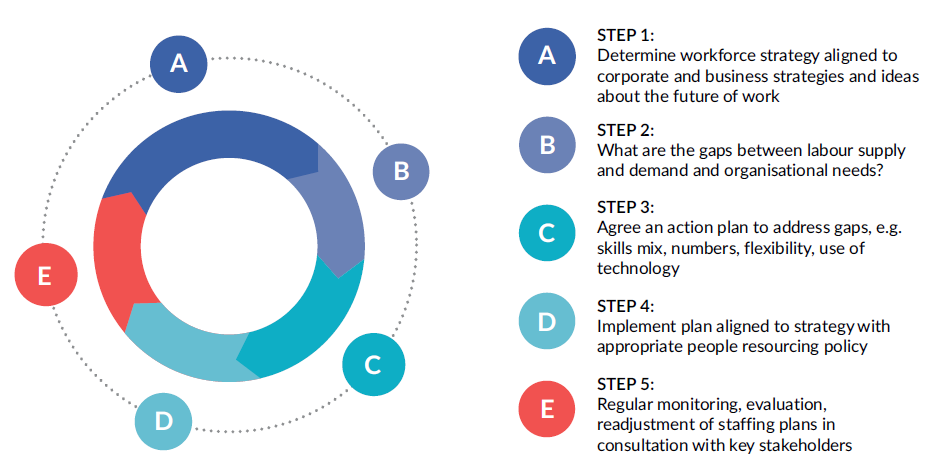 A
B
C
D
E
A
STEP 1:
Determine workforce strategy aligned to
corporate and business strategies and ideas
about the future of work
B
STEP 2:
What are the gaps between labour supply
and demand and organisational needs?
C
STEP 3:
Agree an action plan to address gaps, e.g.
skills mix, numbers, flexibility, use of
technology
D
STEP 4:
Implement plan aligned to strategy with
appropriate people resourcing policy
E
STEP 5:
Regular monitoring, evaluation,
readjustment of staffing plans in
consultation with key stakeholders